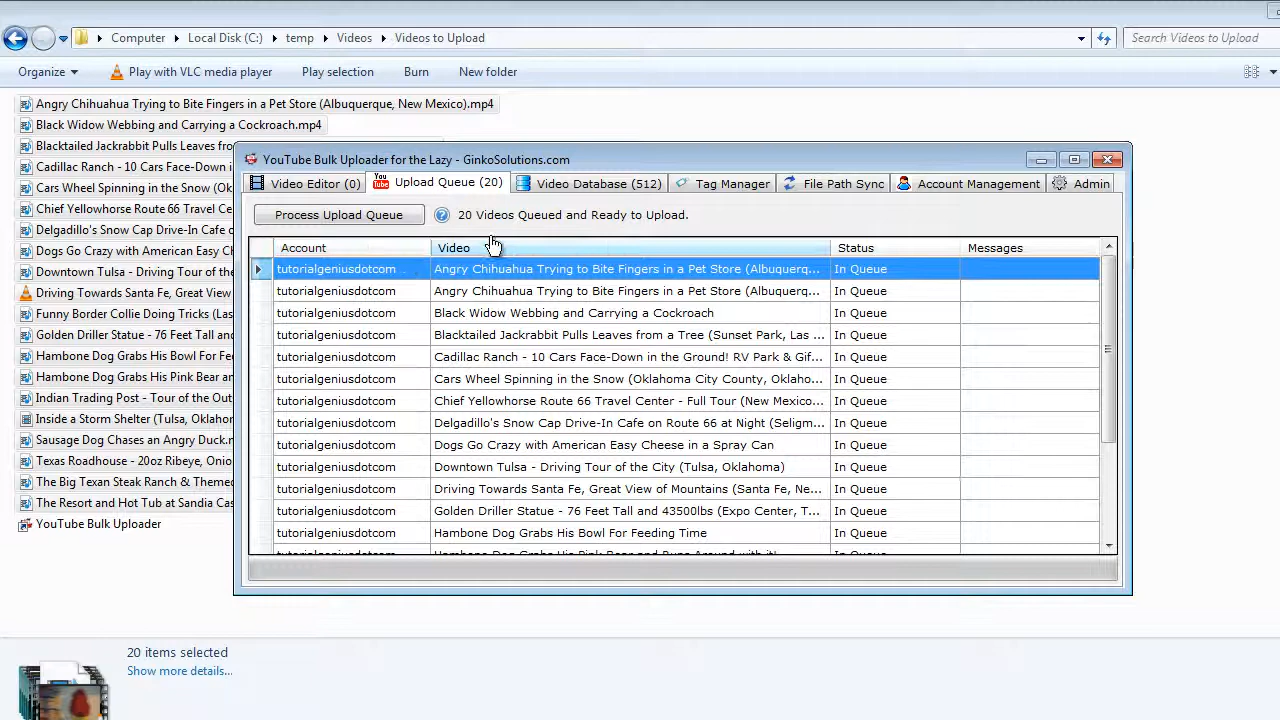 Computer Local Disk (C:) temp Videos Videos to Upload Search Videos to Upload
Organize Play with VLC media player Play selection Burn New folder
Angry Chihuahua Trying to Bite Fingers in a Pet Store (Albuquerque, New Mexico).mp4
Black Widow Webbing and Carrying a Cockroach.mp4
Blacktailed Jackrabbit Pulls Leaves fro
Cadillac Ranch - 10 Cars Face-Down i
Cars Wheel Spinning in the Snow (Ok
Chief Yellowhorse Route 66 Travel Ce
Delgadillo's Snow Cap Drive-In Cafe o
Dogs Go Crazy with American Easy Ch
Downtown Tulsa - Driving Tour of the
Driving Towards Santa Fe, Great View
Funny Border Collie Doing Tricks (Las
Golden Driller Statue - 76 Feet Tall and
Hambone Dog Grabs His Bowl For Fee
Hambone Dog Grabs His Pink Bear an
Indian Trading Post - Tour of the Out
Inside a Storm Shelter (Tulsa, Oklahor
Sausage Dog Chases an Angry Duck.m
Texas Roadhouse - 20oz Ribeye, Onio
The Big Texan Steak Ranch & Themed
The Resort and Hot Tub at Sandia Cas
YouTube Bulk Uploader
YouTube Bulk Uploader for the Lazy - GinkoSolutions.com
Video Editor (0) You Tube Upload Queue (20) Video Database (512) Tag Manager File Path Sync Account Management Admin
Process Upload Queue ? 20 Videos Queued and Ready to Upload.
Account Video Status Messages
tutorialgeniusdotcom Angry Chihuahua Trying to Bite Fingers in a Pet Store (Albuquerq... In Queue
tutorialgeniusdotcom Angry Chihuahua Trying to Bite Fingers in a Pet Store (Albuquerq... In Queue
tutorialgeniusdotcom Black Widow Webbing and Carrying a Cockroach In Queue
tutorialgeniusdotcom Blacktailed Jackrabbit Pulls Leaves from a Tree (Sunset Park, Las ... In Queue
tutorialgeniusdotcom Cadillac Ranch - 10 Cars Face-Down in the Ground! RV Park & Gif... In Queue
tutorialgeniusdotcom Cars Wheel Spinning in the Snow (Oklahoma City County, Oklaho... In Queue
tutorialgeniusdotcom Chief Yellowhorse Route 66 Travel Center - Full Tour (New Mexico... In Queue
tutorialgeniusdotcom Delgadillo's Snow Cap Drive-In Cafe on Route 66 at Night (Seligm... In Queue
tutorialgeniusdotcom Dogs Go Crazy with American Easy Cheese in a Spray Can In Queue
tutorialgeniusdotcom Downtown Tulsa - Driving Tour of the City (Tulsa, Oklahoma) In Queue
tutorialgeniusdotcom Driving Towards Santa Fe, Great View of Mountains (Santa Fe, Ne... In Queue
tutorialgeniusdotcom Golden Driller Statue - 76 Feet Tall and 43500lbs (Expo Center, T... In Queue
tutorialgeniusdotcom Hambone Dog Grabs His Bowl For Feeding Time In Queue
tutorialgeniusdotcom Hambone Dog Grabs His Pink Bear and Runs Around with it! In Queue
20 items selected
Show more details...